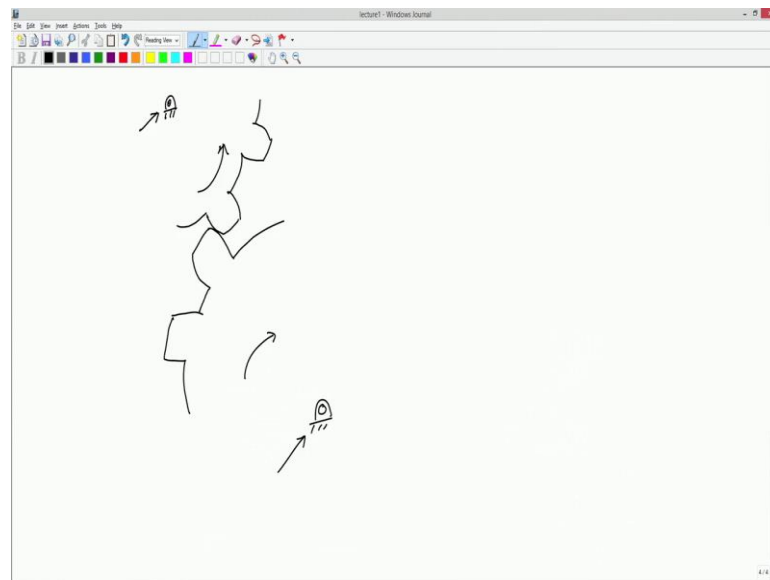 lecture1 - Windows Journal
File Edit View Insert Actions Tools Help
Reading View
B I
4/4